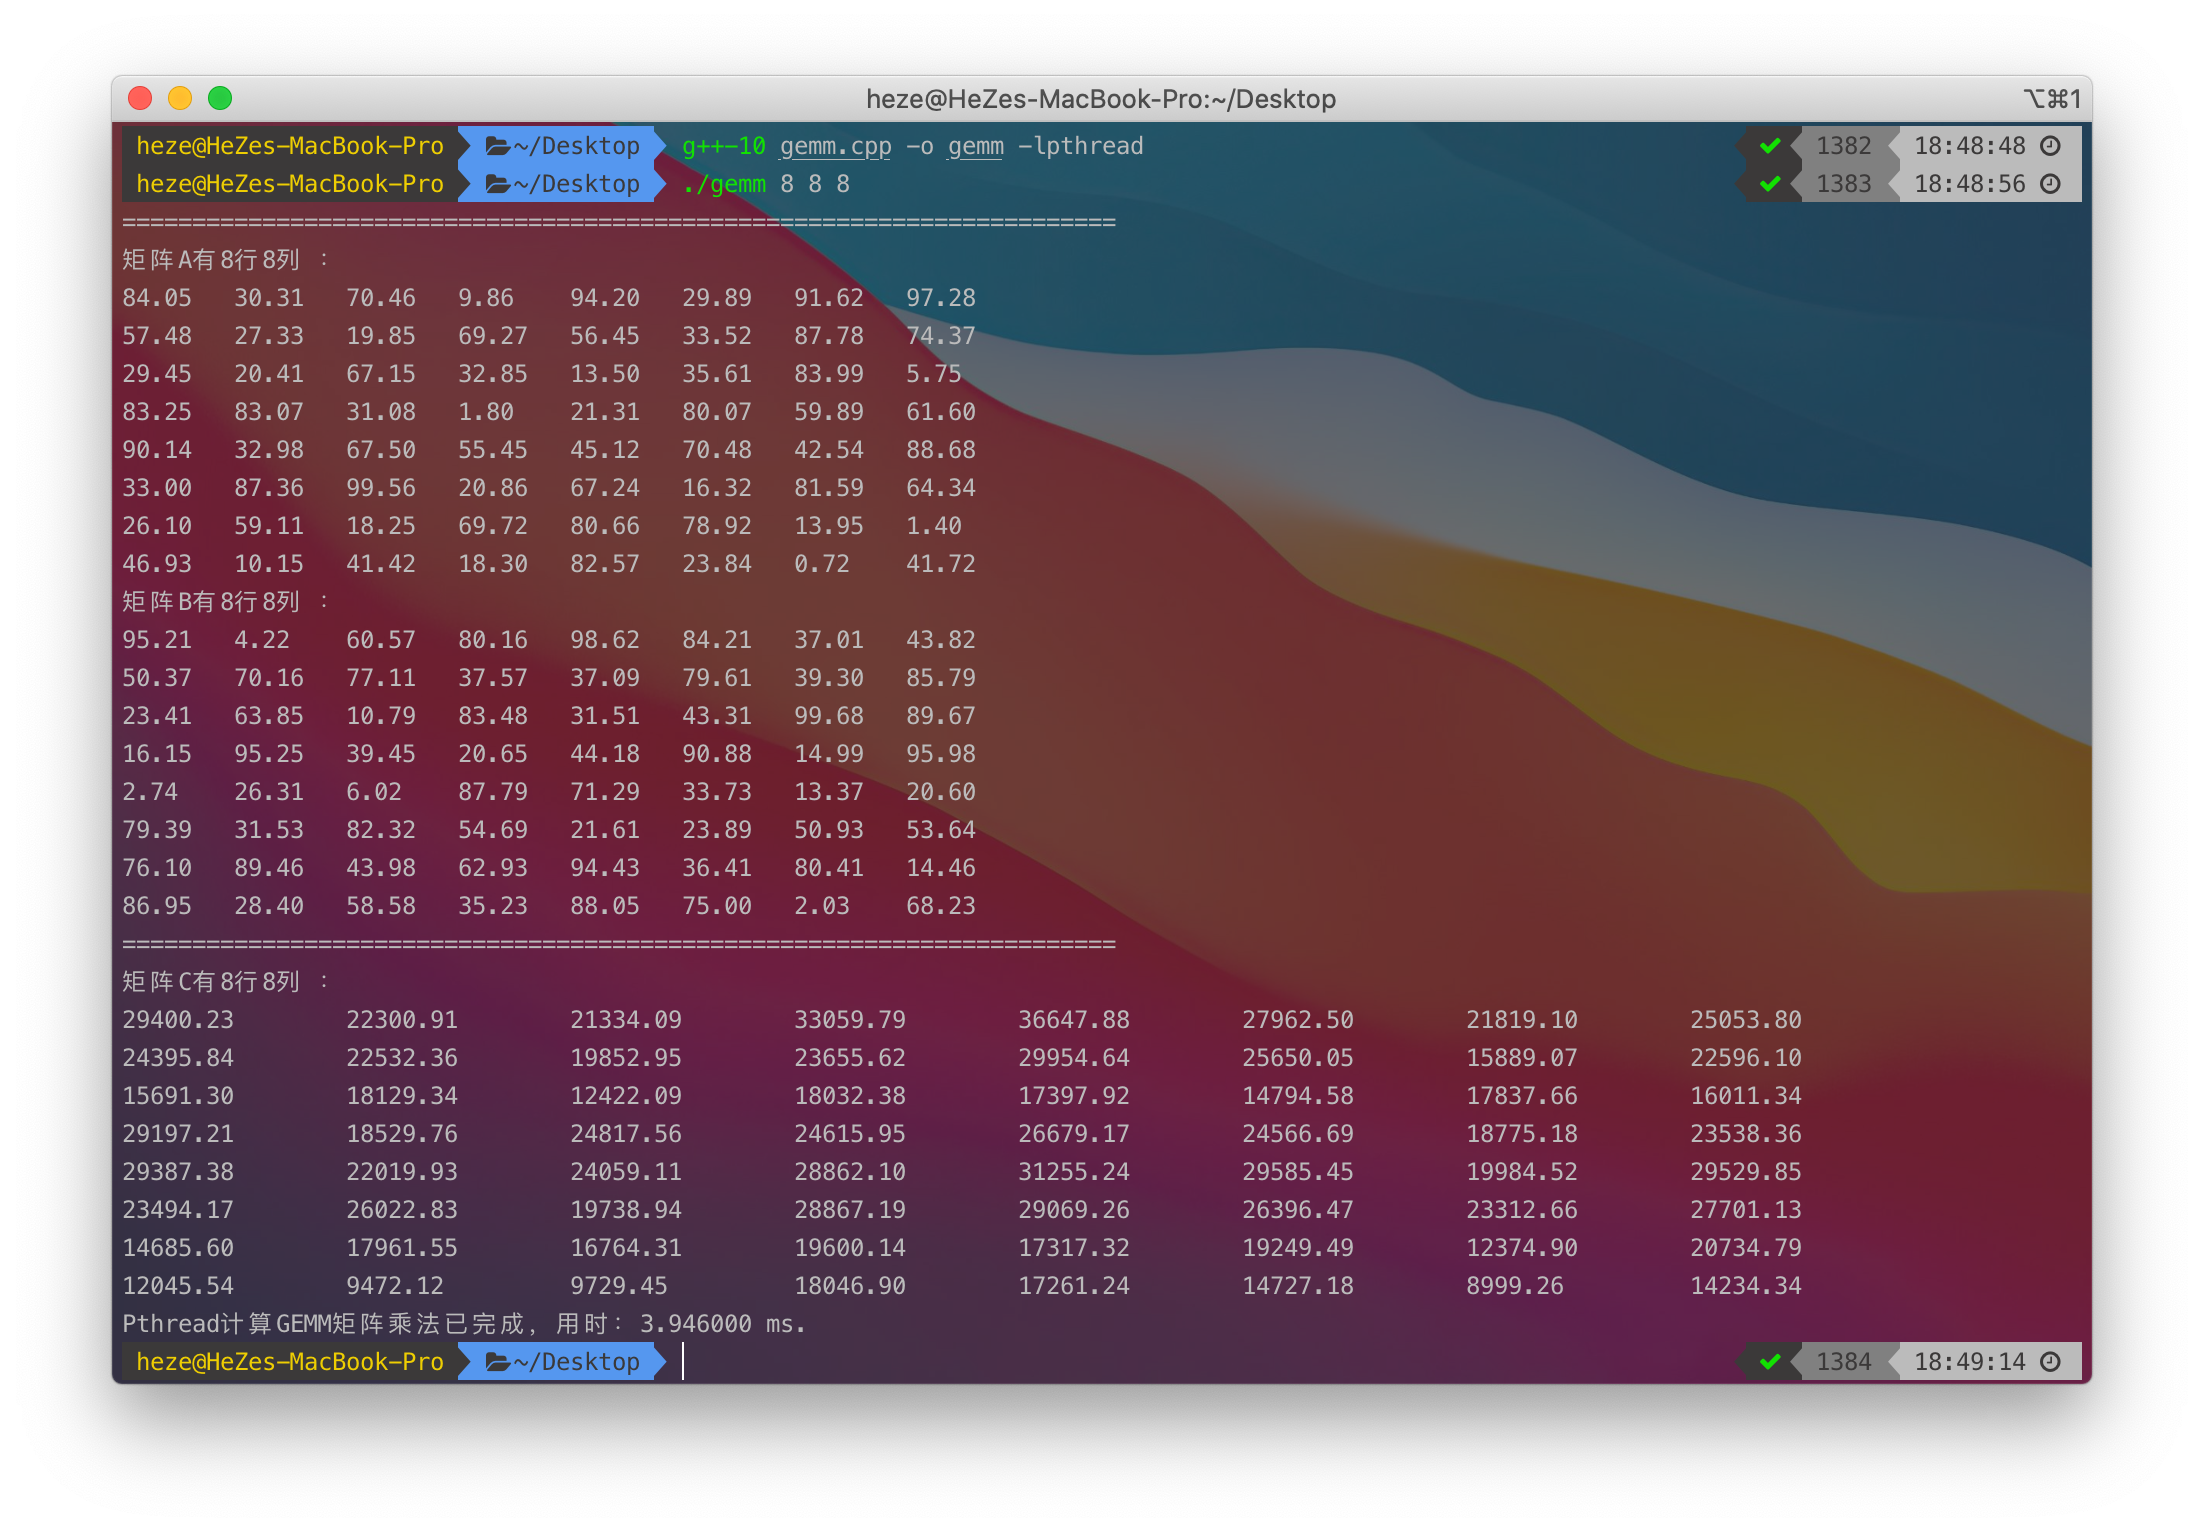 heze@HeZes-MacBook-Pro:~/Desktop ⌥⌘1
heze@HeZes-MacBook-Pro ~/Desktop g++-10 gemm.cpp -o gemm -lpthread ✔ 1382 18:48:48
heze@HeZes-MacBook-Pro ~/Desktop ./gemm 8 8 8 ✔ 1383 18:48:56
=======================================================================
矩阵A有8行8列 :
84.05 30.31 70.46 9.86 94.20 29.89 91.62 97.28
57.48 27.33 19.85 69.27 56.45 33.52 87.78 74.37
29.45 20.41 67.15 32.85 13.50 35.61 83.99 5.75
83.25 83.07 31.08 1.80 21.31 80.07 59.89 61.60
90.14 32.98 67.50 55.45 45.12 70.48 42.54 88.68
33.00 87.36 99.56 20.86 67.24 16.32 81.59 64.34
26.10 59.11 18.25 69.72 80.66 78.92 13.95 1.40
46.93 10.15 41.42 18.30 82.57 23.84 0.72 41.72
矩阵B有8行8列 :
95.21 4.22 60.57 80.16 98.62 84.21 37.01 43.82
50.37 70.16 77.11 37.57 37.09 79.61 39.30 85.79
23.41 63.85 10.79 83.48 31.51 43.31 99.68 89.67
16.15 95.25 39.45 20.65 44.18 90.88 14.99 95.98
2.74 26.31 6.02 87.79 71.29 33.73 13.37 20.60
79.39 31.53 82.32 54.69 21.61 23.89 50.93 53.64
76.10 89.46 43.98 62.93 94.43 36.41 80.41 14.46
86.95 28.40 58.58 35.23 88.05 75.00 2.03 68.23
=======================================================================
矩阵C有8行8列 :
29400.23 22300.91 21334.09 33059.79 36647.88 27962.50 21819.10 25053.80
24395.84 22532.36 19852.95 23655.62 29954.64 25650.05 15889.07 22596.10
15691.30 18129.34 12422.09 18032.38 17397.92 14794.58 17837.66 16011.34
29197.21 18529.76 24817.56 24615.95 26679.17 24566.69 18775.18 23538.36
29387.38 22019.93 24059.11 28862.10 31255.24 29585.45 19984.52 29529.85
23494.17 26022.83 19738.94 28867.19 29069.26 26396.47 23312.66 27701.13
14685.60 17961.55 16764.31 19600.14 17317.32 19249.49 12374.90 20734.79
12045.54 9472.12 9729.45 18046.90 17261.24 14727.18 8999.26 14234.34
Pthread计算GEMM矩阵乘法已完成, 用时: 3.946000 ms.
heze@HeZes-MacBook-Pro ~/Desktop ✔ 1384 18:49:14